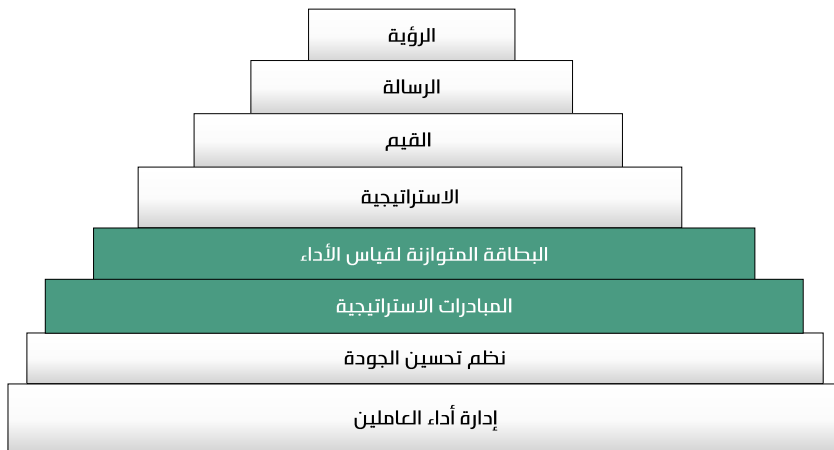 الرؤية
الرسالة
القيم
الاستراتيجية
البطاقة المتوازنة لقياس الأداء
المبادرات الاستراتيجية
نظم تحسين الجودة
إدارة أداء العاملين